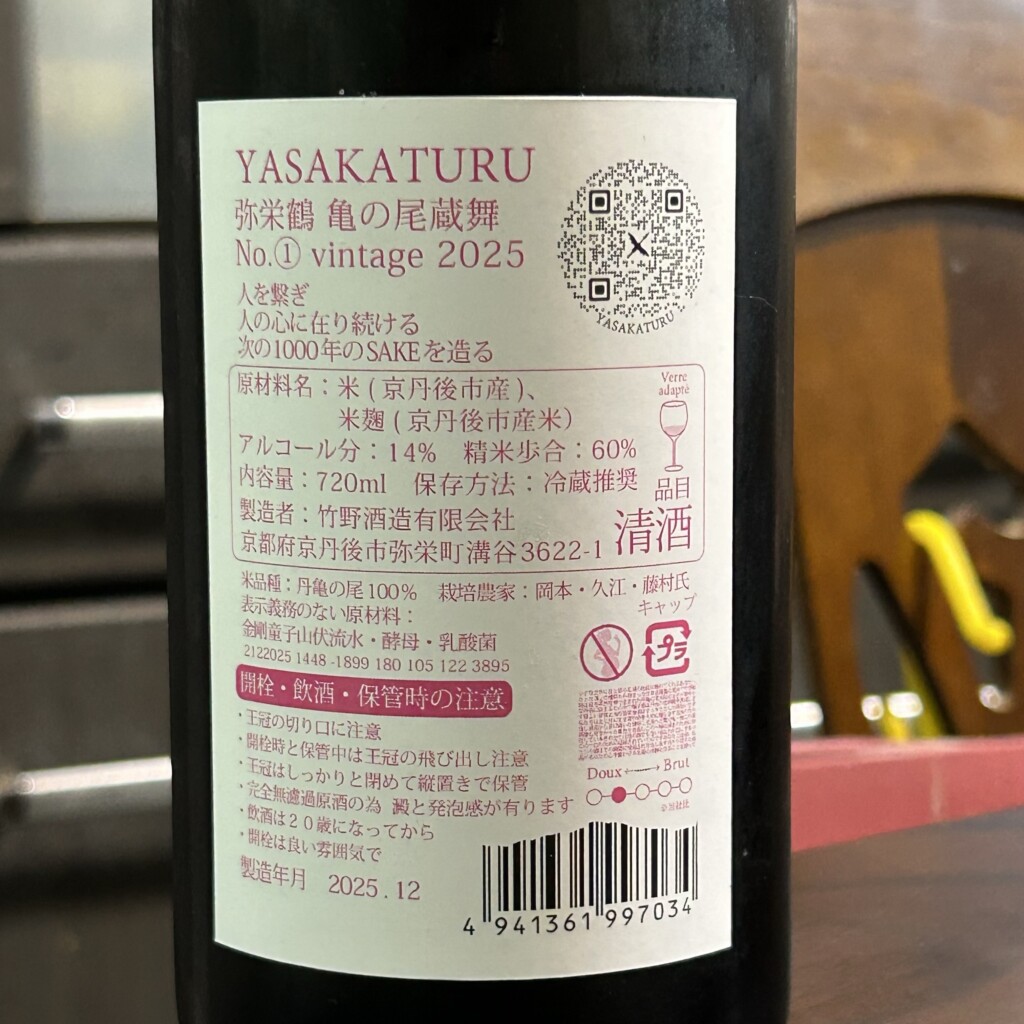 YASAKATURU
弥栄鶴 亀の尾蔵舞
No.① vintage 2025
YASAKATURU
人を繋ぎ
人の心に在り続ける
次の1000年のSAKEを造る
原材料名：米 ( 京丹後市産 )、
米麹 ( 京丹後市産米）
アルコール分：14%　精米歩合：60%
内容量：720ml　保存方法：冷蔵推奨
製造者：竹野酒造有限会社
京都府京丹後市弥栄町溝谷3622-1
Verre
adapté
品目
清酒
米品種：丹亀の尾100%　栽培農家：岡本・久江・藤村氏
表示義務のない原材料：
金剛童子山伏流水・酵母・乳酸菌
2122025 1448 -1899 180 105 122 3895
キャップ
プラ
開栓・飲酒・保管時の注意
・王冠の切り口に注意
・開栓時と保管中は王冠の飛び出し注意
・王冠はしっかりと閉めて縦置きで保管
・完全無濾過原酒の為 澱と発泡感が有ります
・飲酒は２０歳になってから
・開栓は良い雰囲気で
Doux ←→ Brut
※当社比
製造年月　2025 . 12
4 941361 997034